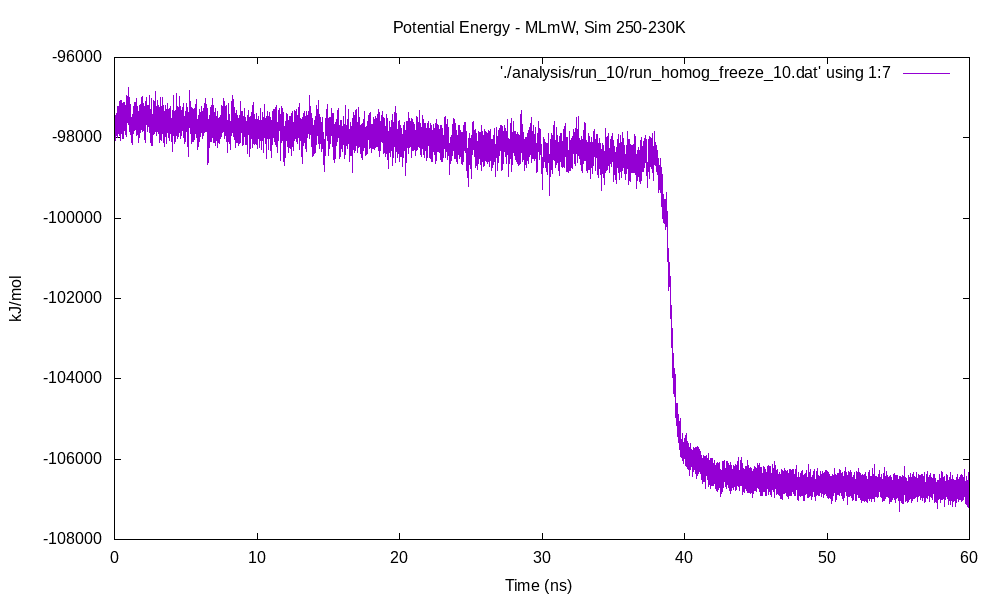 Potential Energy - MLmW, Sim 250-230K
'./analysis/run_10/run_homog_freeze_10.dat' using 1:7
-96000
-98000
-100000
-102000
-104000
-106000
-108000
kJ/mol
0 10 20 30 40 50 60
Time (ns)